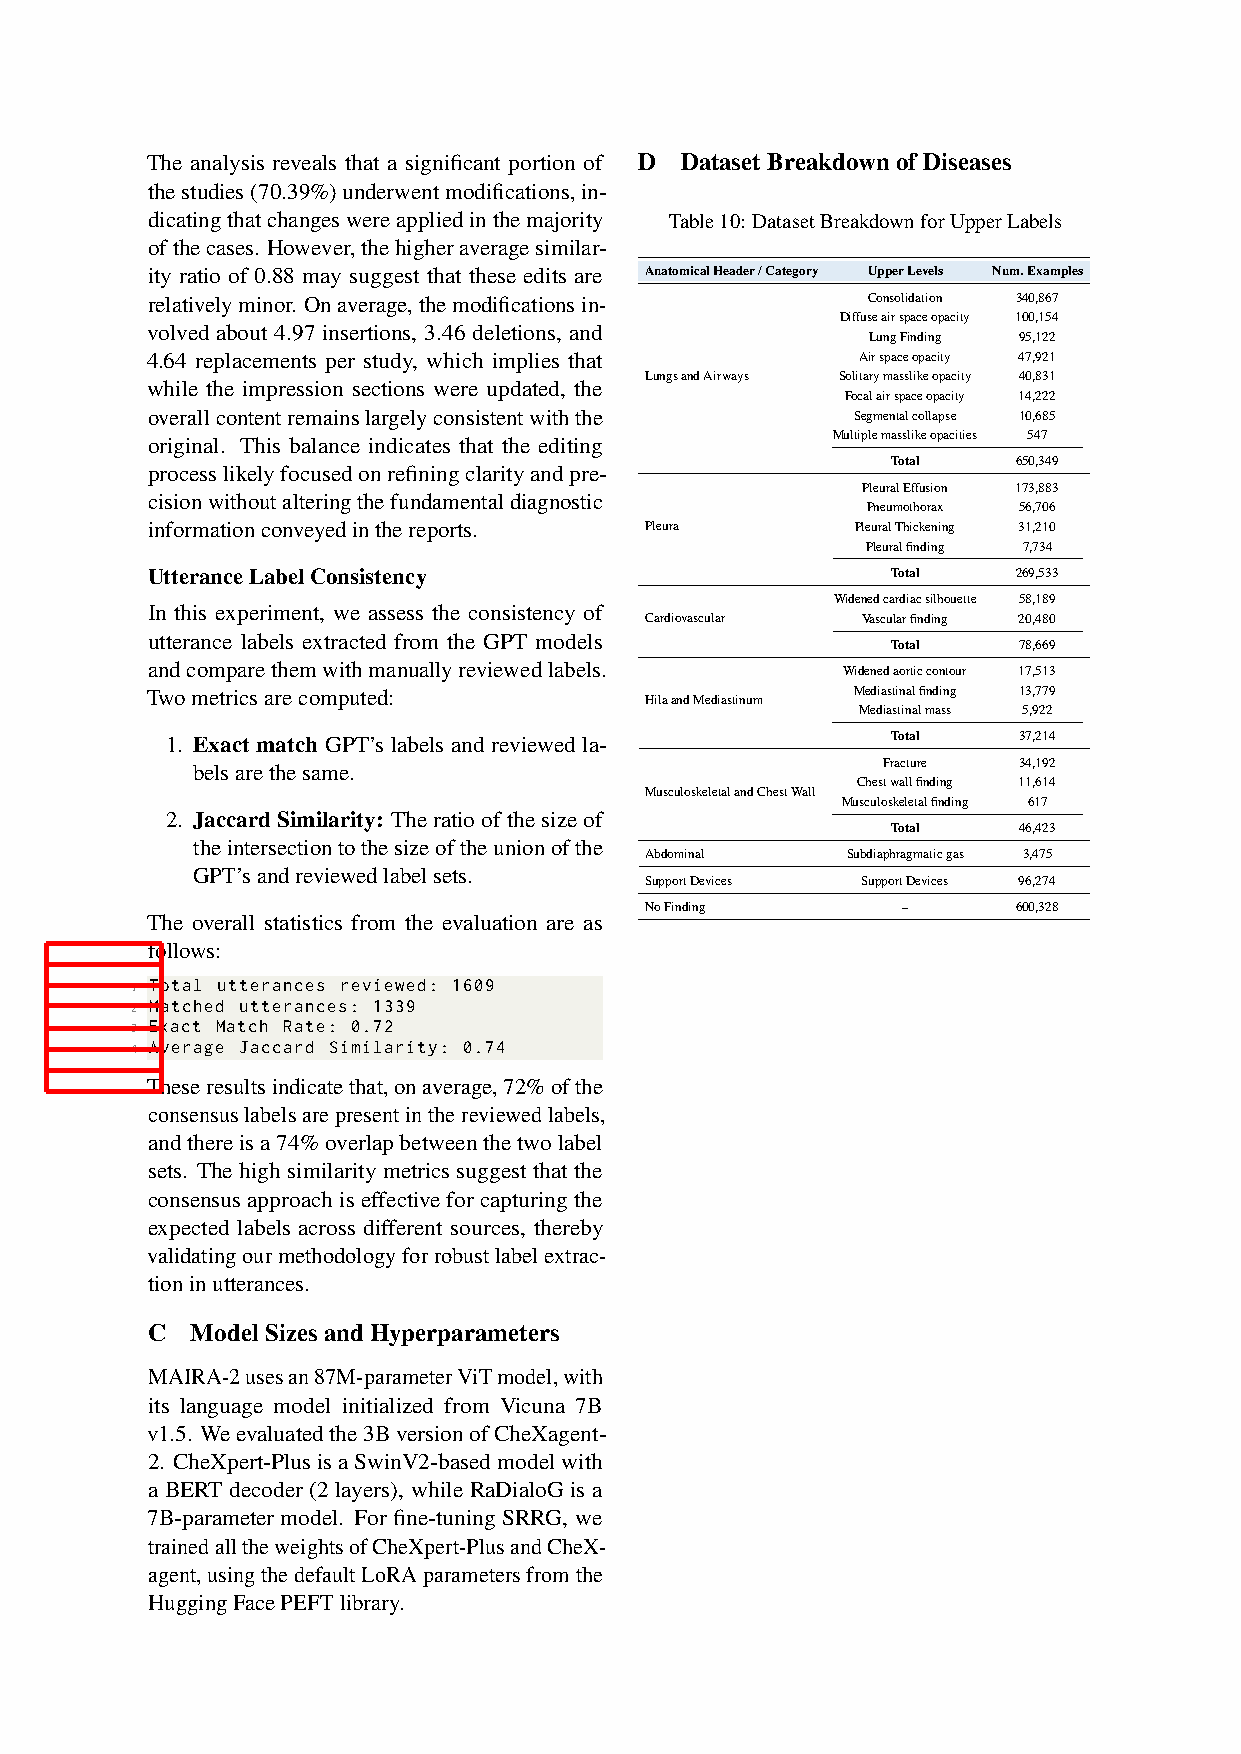 The analysis reveals that a significant portion of
the studies (70.39%) underwent modifications, in-
dicating that changes were applied in the majority
of the cases. However, the higher average similar-
ity ratio of 0.88 may suggest that these edits are
relatively minor. On average, the modifications in-
volved about 4.97 insertions, 3.46 deletions, and
4.64 replacements per study, which implies that
while the impression sections were updated, the
overall content remains largely consistent with the
original. This balance indicates that the editing
process likely focused on refining clarity and pre-
cision without altering the fundamental diagnostic
information conveyed in the reports.
Utterance Label Consistency
In this experiment, we assess the consistency of
utterance labels extracted from the GPT models
and compare them with manually reviewed labels.
Two metrics are computed:
1. Exact match GPT's labels and reviewed la-
bels are the same.
2. Jaccard Similarity: The ratio of the size of
the intersection to the size of the union of the
GPT's and reviewed label sets.
The overall statistics from the evaluation are as
follows:
1 Total utterances reviewed: 1609
2 Matched utterances: 1339
3 Exact Match Rate: 0.72
4 Average Jaccard Similarity: 0.74
These results indicate that, on average, 72% of the
consensus labels are present in the reviewed labels,
and there is a 74% overlap between the two label
sets. The high similarity metrics suggest that the
consensus approach is effective for capturing the
expected labels across different sources, thereby
validating our methodology for robust label extrac-
tion in utterances.
C Model Sizes and Hyperparameters
MAIRA-2 uses an 87M-parameter ViT model, with
its language model initialized from Vicuna 7B
v1.5. We evaluated the 3B version of CheXagent-
2. CheXpert-Plus is a SwinV2-based model with
a BERT decoder (2 layers), while RaDialoG is a
7B-parameter model. For fine-tuning SRRG, we
trained all the weights of CheXpert-Plus and CheX-
agent, using the default LoRA parameters from the
Hugging Face PEFT library.
D Dataset Breakdown of Diseases
Table 10: Dataset Breakdown for Upper Labels
Anatomical Header / Category Upper Levels Num. Examples
Consolidation 340,867
Diffuse air space opacity 100,154
Lung Finding 95,122
Air space opacity 47,921
Lungs and Airways Solitary masslike opacity 40,831
Focal air space opacity 14,222
Segmental collapse 10,685
Multiple masslike opacities 547
Total 650,349
Pleural Effusion 173,883
Pneumothorax 56,706
Pleura Pleural Thickening 31,210
Pleural finding 7,734
Total 269,533
Widened cardiac silhouette 58,189
Cardiovascular Vascular finding 20,480
Total 78,669
Widened aortic contour 17,513
Mediastinal finding 13,779
Hila and Mediastinum
Mediastinal mass 5,922
Total 37,214
Fracture 34,192
Chest wall finding 11,614
Musculoskeletal and Chest Wall
Musculoskeletal finding 617
Total 46,423
Abdominal Subdiaphragmatic gas 3,475
Support Devices Support Devices 96,274
No Finding – 600,328